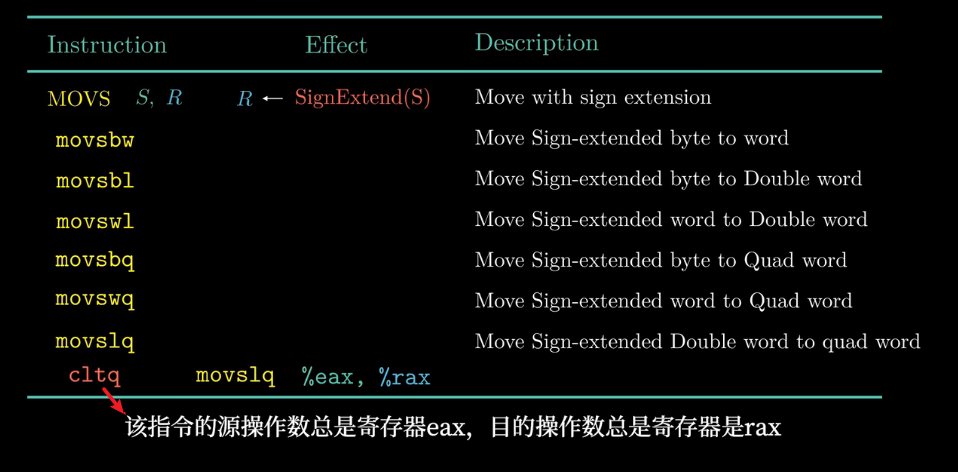 Instruction Effect Description
MOVS S, R R ← SignExtend(S) Move with sign extension
movsbw Move Sign-extended byte to word
movsbl Move Sign-extended byte to Double word
movswl Move Sign-extended word to Double word
movsbq Move Sign-extended byte to Quad word
movswq Move Sign-extended word to Quad word
movslq Move Sign-extended Double word to quad word
cltq movslq %eax, %rax
该指令的源操作数总是寄存器eax，目的操作数总是寄存器是rax